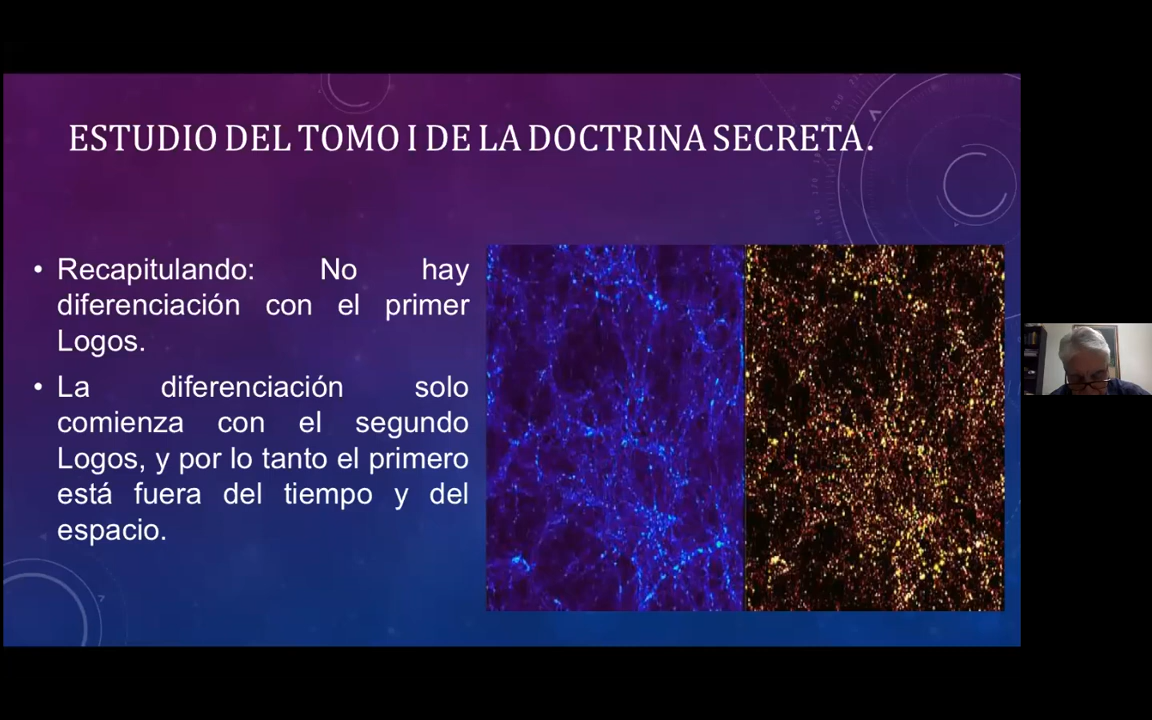 ESTUDIO DEL TOMO I DE LA DOCTRINA SECRETA.
• Recapitulando: No hay
diferenciación con el primer
Logos.
• La diferenciación solo
comienza con el segundo
Logos, y por lo tanto el primero
está fuera del tiempo y del
espacio.